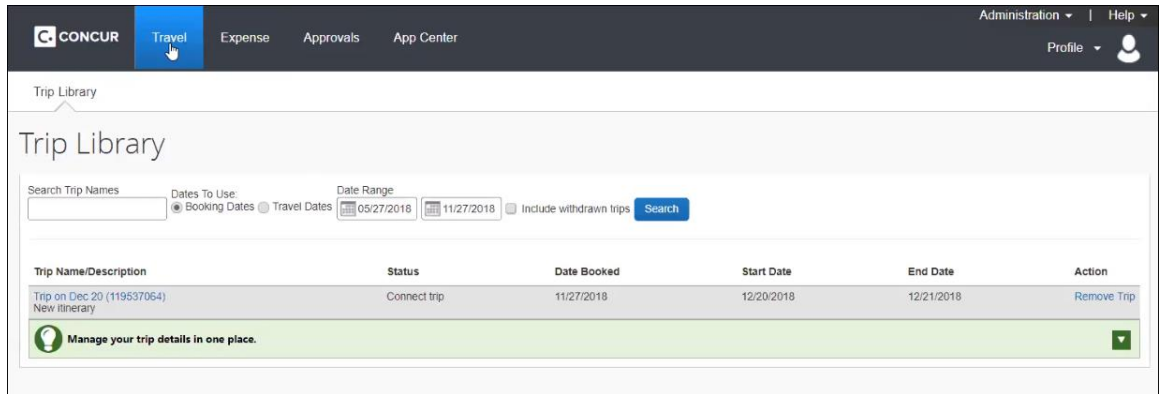 Administration | Help
C. CONCUR Travel Expense Approvals App Center Profile
Trip Library
Trip Library
Search Trip Names Dates To Use: Date Range
Booking Dates Travel Dates 05/27/2018 11/27/2018 Include withdrawn trips Search
Trip Name/Description Status Date Booked Start Date End Date Action
Trip on Dec 20 (119537064) Connect trip 11/27/2018 12/20/2018 12/21/2018 Remove Trip
New itinerary
Manage your trip details in one place.